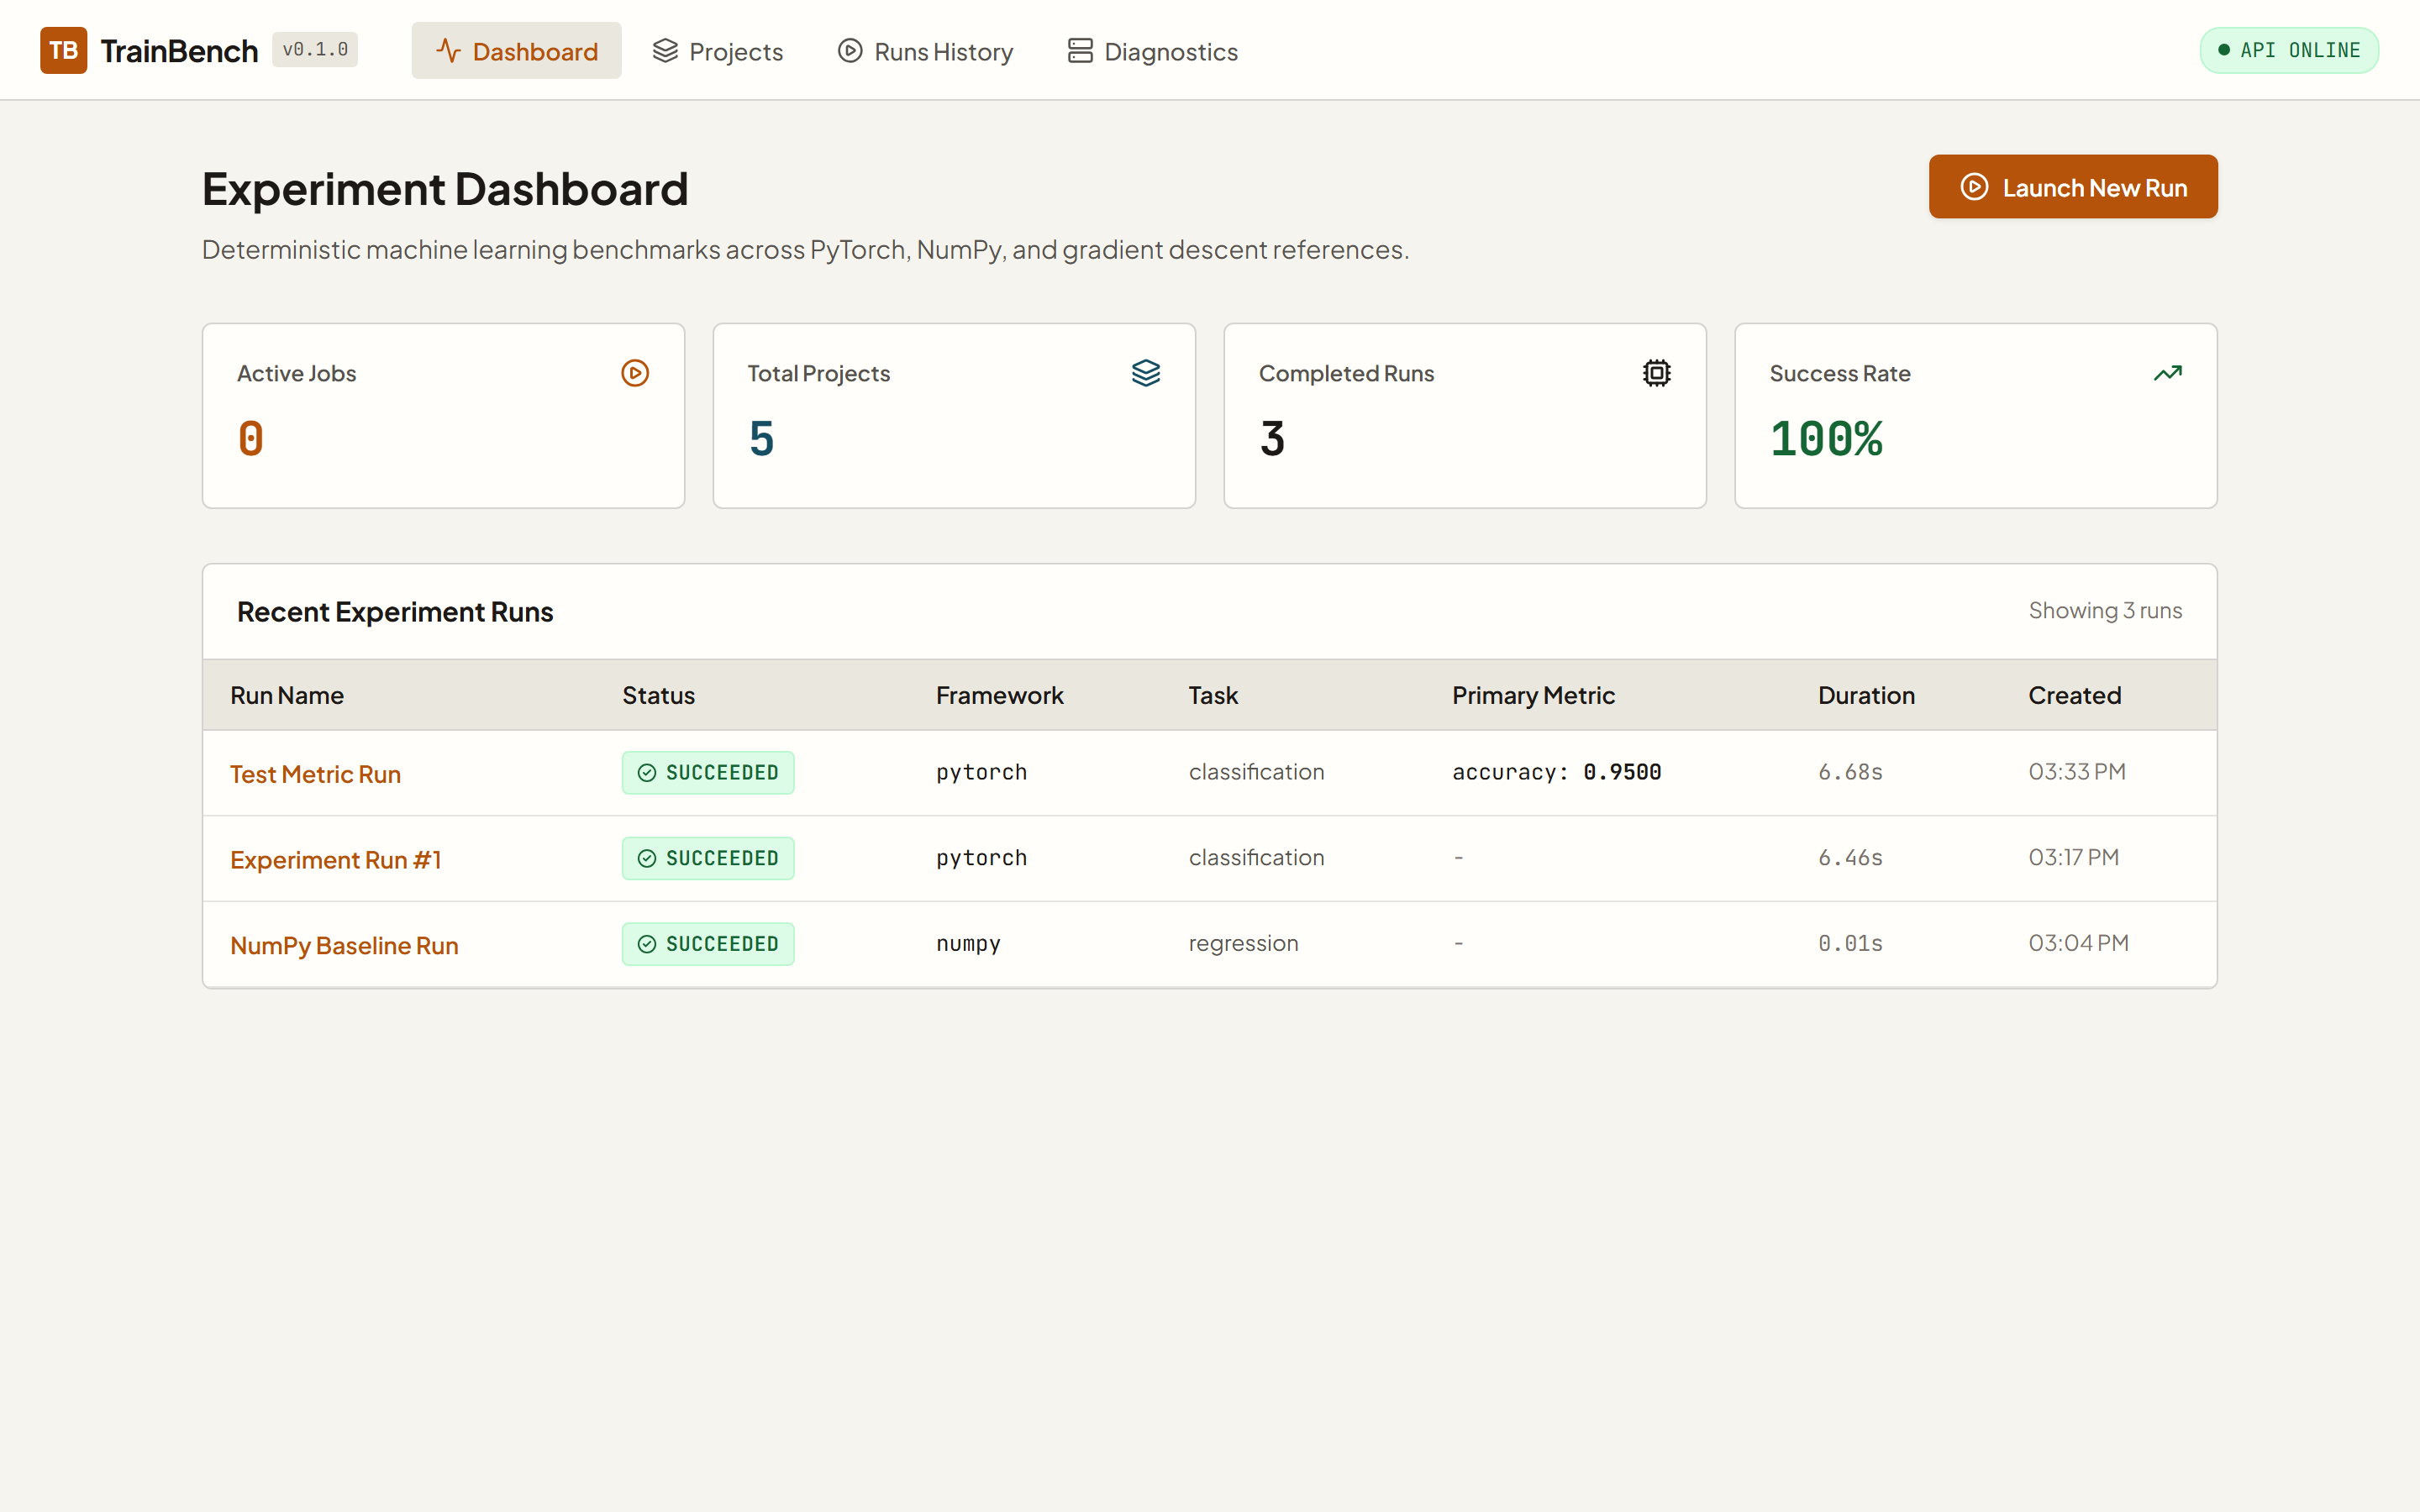 TB TrainBench v0.1.0 Dashboard Projects Runs History Diagnostics API ONLINE
Experiment Dashboard
Launch New Run
Deterministic machine learning benchmarks across PyTorch, NumPy, and gradient descent references.
Active Jobs Total Projects Completed Runs Success Rate
0 5 3 100%
Recent Experiment Runs Showing 3 runs
Run Name Status Framework Task Primary Metric Duration Created
Test Metric Run SUCCEEDED pytorch classification accuracy: 0.9500 6.68s 03:33 PM
Experiment Run #1 SUCCEEDED pytorch classification - 6.46s 03:17 PM
NumPy Baseline Run SUCCEEDED numpy regression - 0.01s 03:04 PM